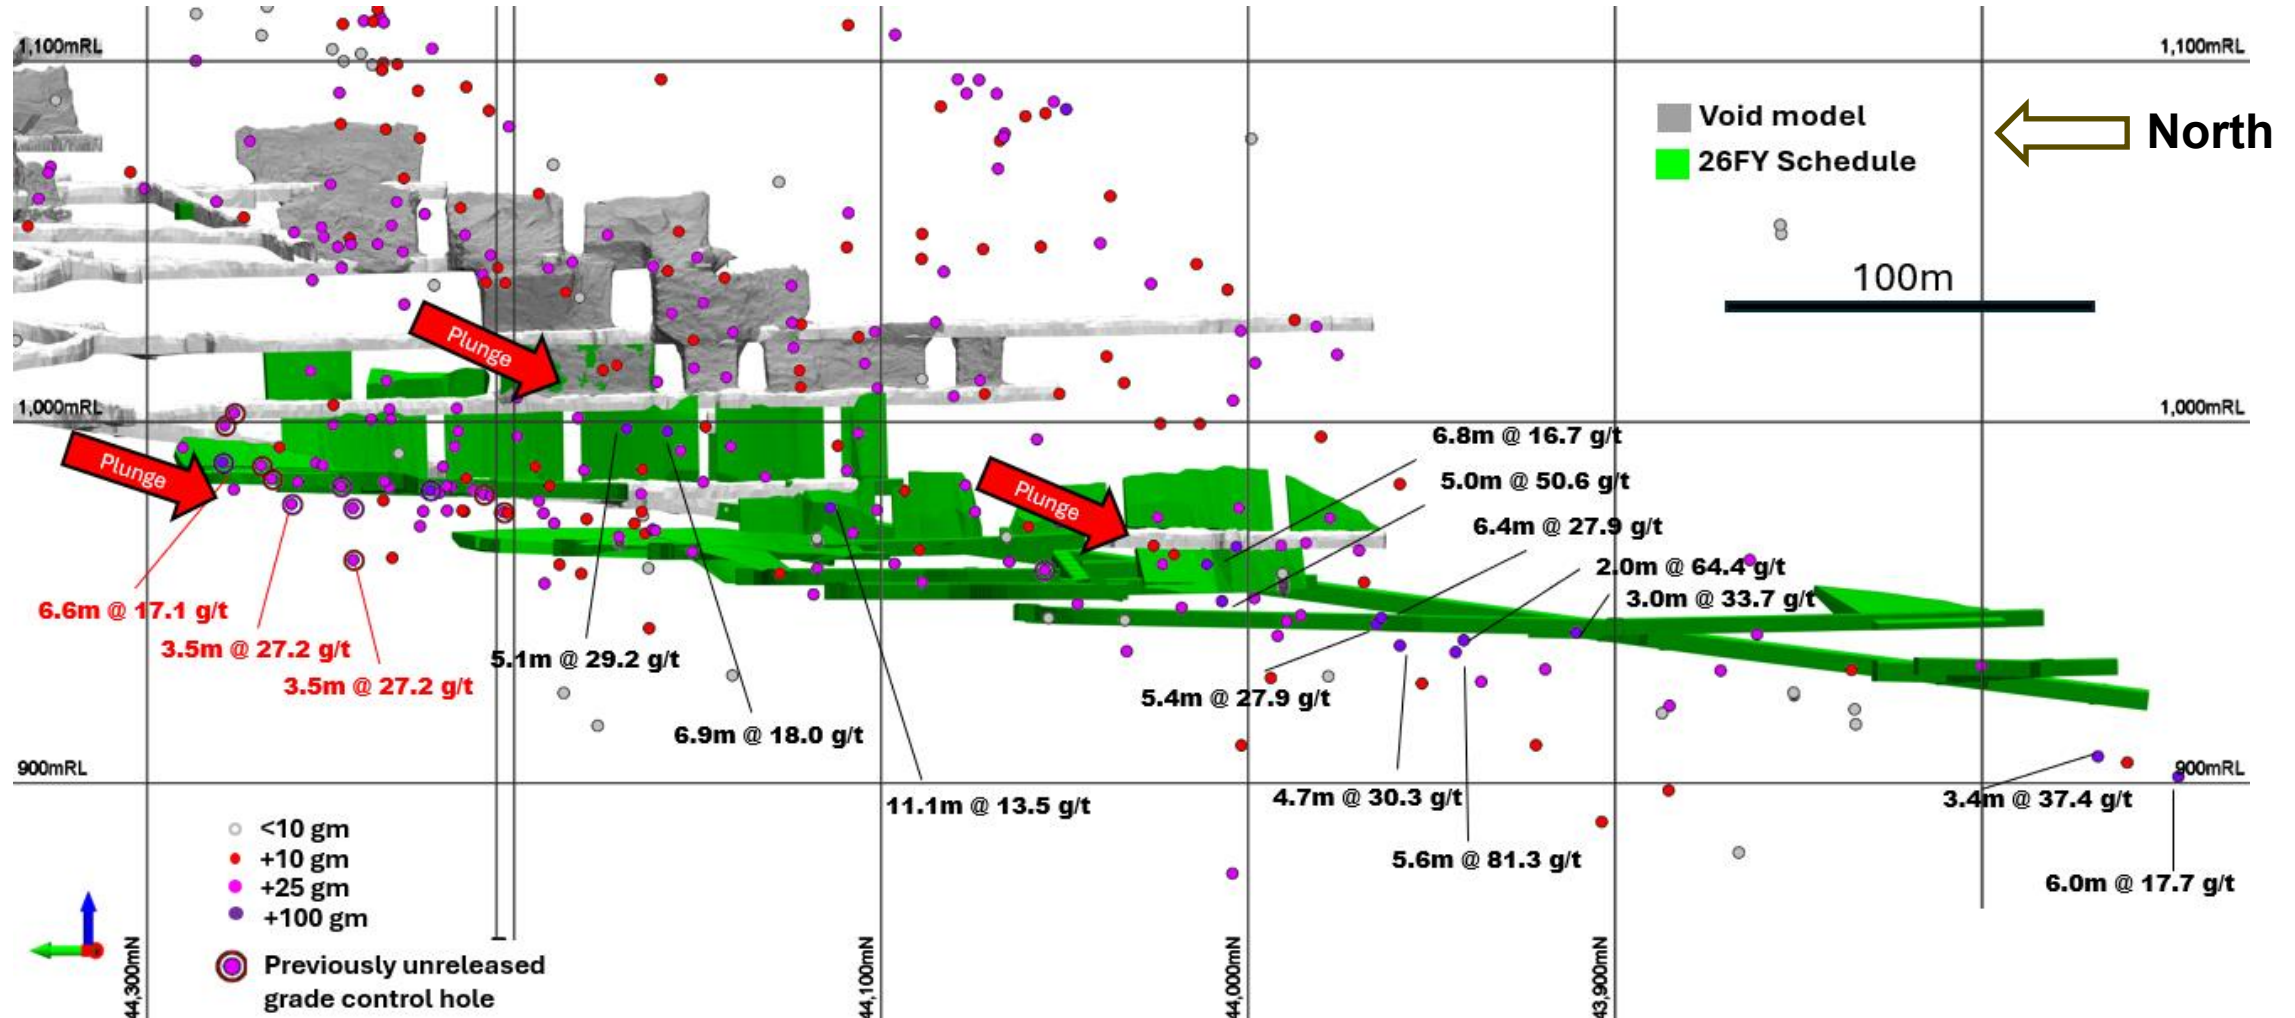 1,100mRL
1,100mRL
Void model
North
26FY Schedule
100m
Plunge
1,000mRL
1,000mRL
6.8m @ 16.7 g/t
Plunge
5.0m @ 50.6 g/t
Plunge
6.4m @ 27.9 g/t
2.0m @ 64.4 g/t
3.0m @ 33.7 g/t
6.6m @ 17.1 g/t
3.5m @ 27.2 g/t
5.1m @ 29.2 g/t
3.5m @ 27.2 g/t
5.4m @ 27.9 g/t
6.9m @ 18.0 g/t
900mRL
900mRL
4.7m @ 30.3 g/t
3.4m @ 37.4 g/t
11.1m @ 13.5 g/t
<10 gm
+10 gm
5.6m @ 81.3 g/t
6.0m @ 17.7 g/t
+25 gm
+100 gm
Previously unreleased
grade control hole
44,300mN
44,100mN
44,000mN
43,900mN